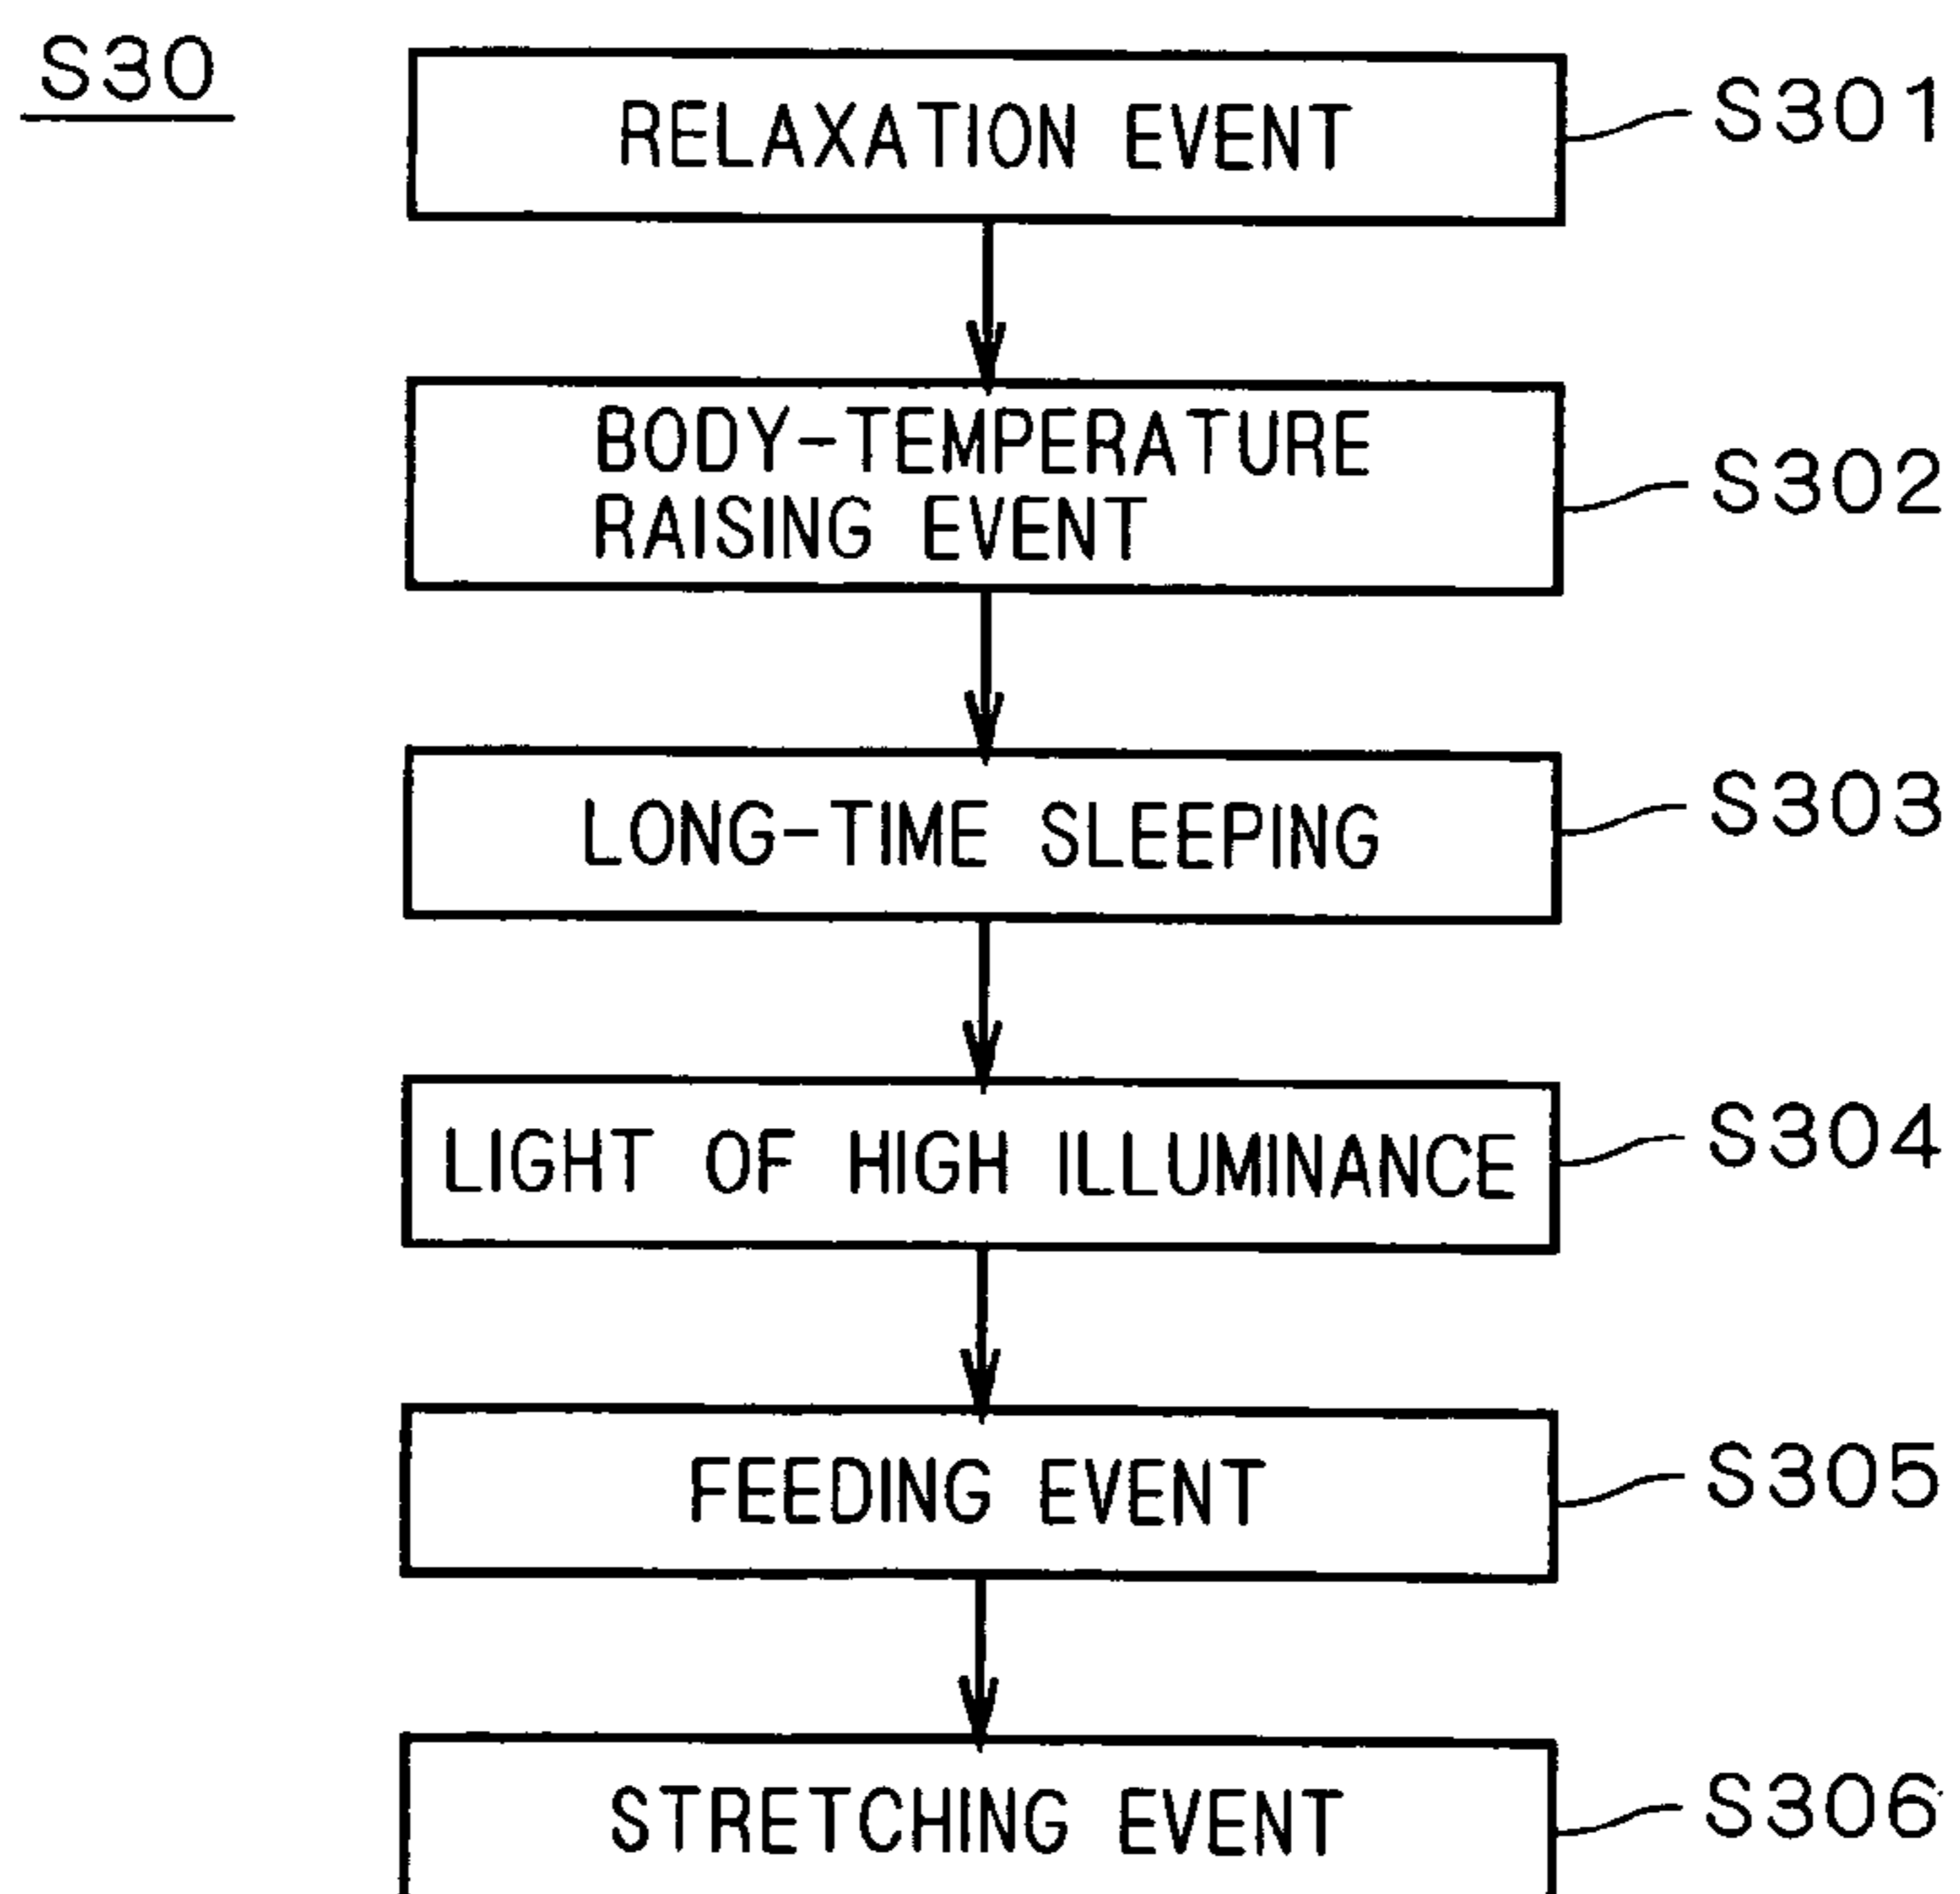 S30
RELAXATION EVENT
S301
BODY-TEMPERATURE
RAISING EVENT
S302
LONG-TIME SLEEPING
S303
LIGHT OF HIGH ILLUMINANCE
S304
FEEDING EVENT
S305
STRETCHING EVENT
S306